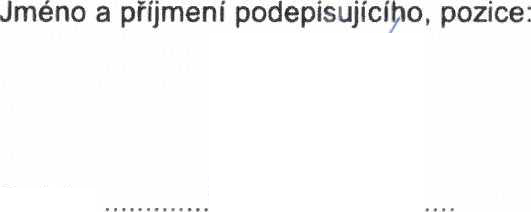 Jméno a příjmení podepisujícího, pozice:
............. ....